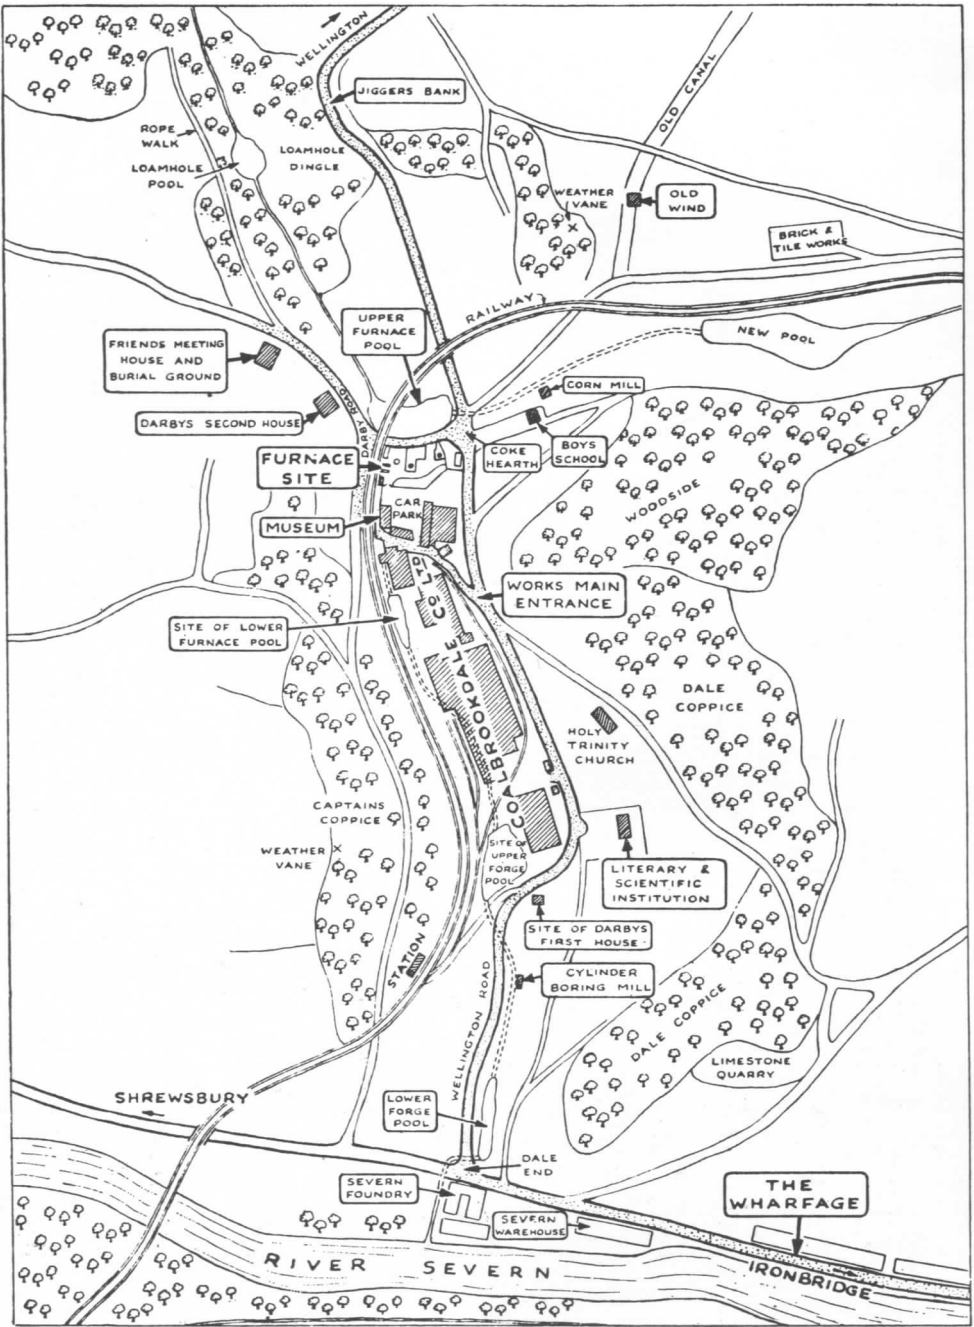 WELLINGTON
JIGGERS BANK
OLD CANAL
ROPE
WALK
LOAMHOLE
POOL
LOAMHOLE
DINGLE
WEATHER
VANE
OLD
WIND
BRICK &
TILE WORKS
RAILWAY
UPPER
FURNACE
POOL
NEW POOL
FRIENDS MEETING
HOUSE AND
BURIAL GROUND
CORN MILL
DARBYS SECOND HOUSE
DARBY ROAD
COKE
HEARTH
BOYS
SCHOOL
FURNACE
SITE
WOODSIDE
CAR
PARK
MUSEUM
WORKS MAIN
ENTRANCE
SITE OF LOWER
FURNACE POOL
COALBROOKDALE CO LTD
DALE
COPPICE
HOLY
TRINITY
CHURCH
CAPTAINS
COPPICE
WEATHER
VANE
SITE OF
UPPER
FORGE
POOL
LITERARY &
SCIENTIFIC
INSTITUTION
SITE OF DARBYS
FIRST HOUSE
STATION
CYLINDER
BORING MILL
WELLINGTON ROAD
DALE COPPICE
LIMESTONE
QUARRY
SHREWSBURY
LOWER
FORGE
POOL
DALE
END
SEVERN
FOUNDRY
THE
WHARFAGE
SEVERN
WAREHOUSE
RIVER SEVERN
IRONBRIDGE